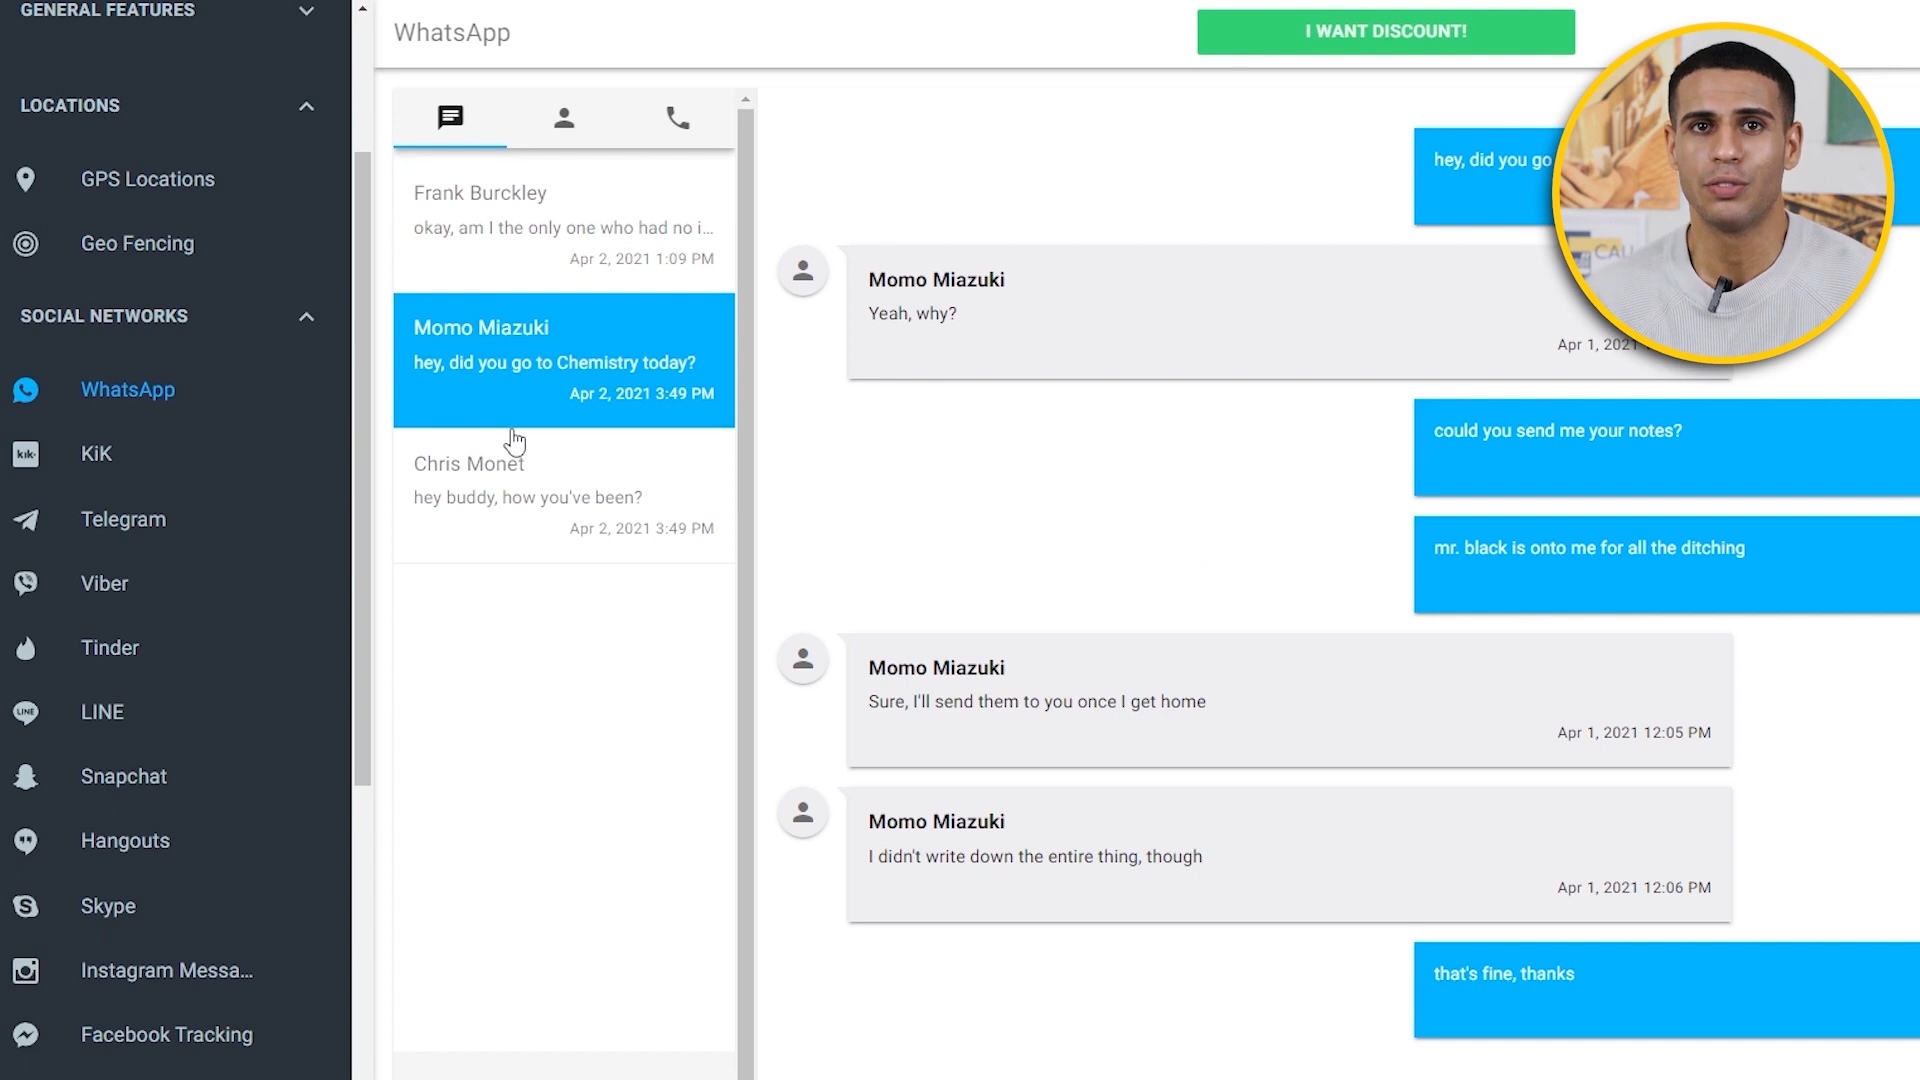 GENERAL FEATURES
LOCATIONS
GPS Locations
Geo Fencing
SOCIAL NETWORKS
WhatsApp
kik
KiK
Telegram
Viber
Tinder
LINE
LINE
Snapchat
Hangouts
Skype
Instagram Messa...
Facebook Tracking
WhatsApp
I WANT DISCOUNT!
Frank Burckley
okay, am I the only one who had no i...
Apr 2, 2021 1:09 PM
Momo Miazuki
hey, did you go to Chemistry today?
Apr 2, 2021 3:49 PM
Chris Monet
hey buddy, how you've been?
Apr 2, 2021 3:49 PM
hey, did you go
Momo Miazuki
Yeah, why?
Apr 1, 2021
could you send me your notes?
mr. black is onto me for all the ditching
Momo Miazuki
Sure, I'll send them to you once I get home
Apr 1, 2021 12:05 PM
Momo Miazuki
I didn't write down the entire thing, though
Apr 1, 2021 12:06 PM
that's fine, thanks